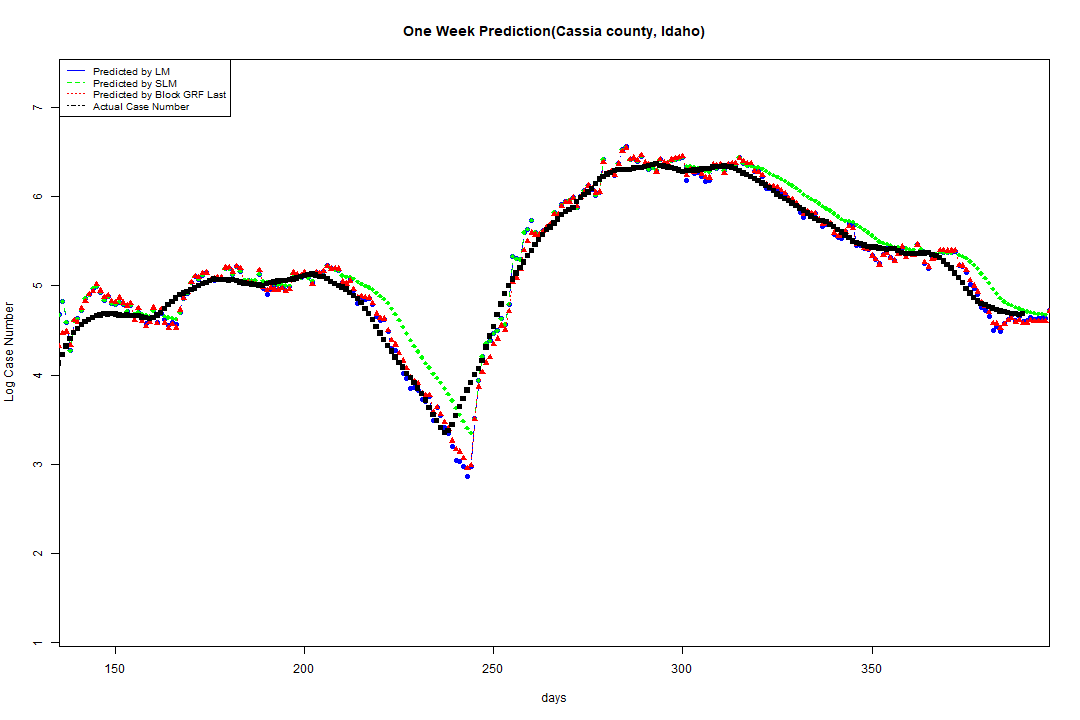 One Week Prediction(Cassia county, Idaho)
Predicted by LM
Predicted by SLM
Predicted by Block GRF Last
Actual Case Number
7
6
5
4
3
2
1
Log Case Number
150 200 250 300 350
days